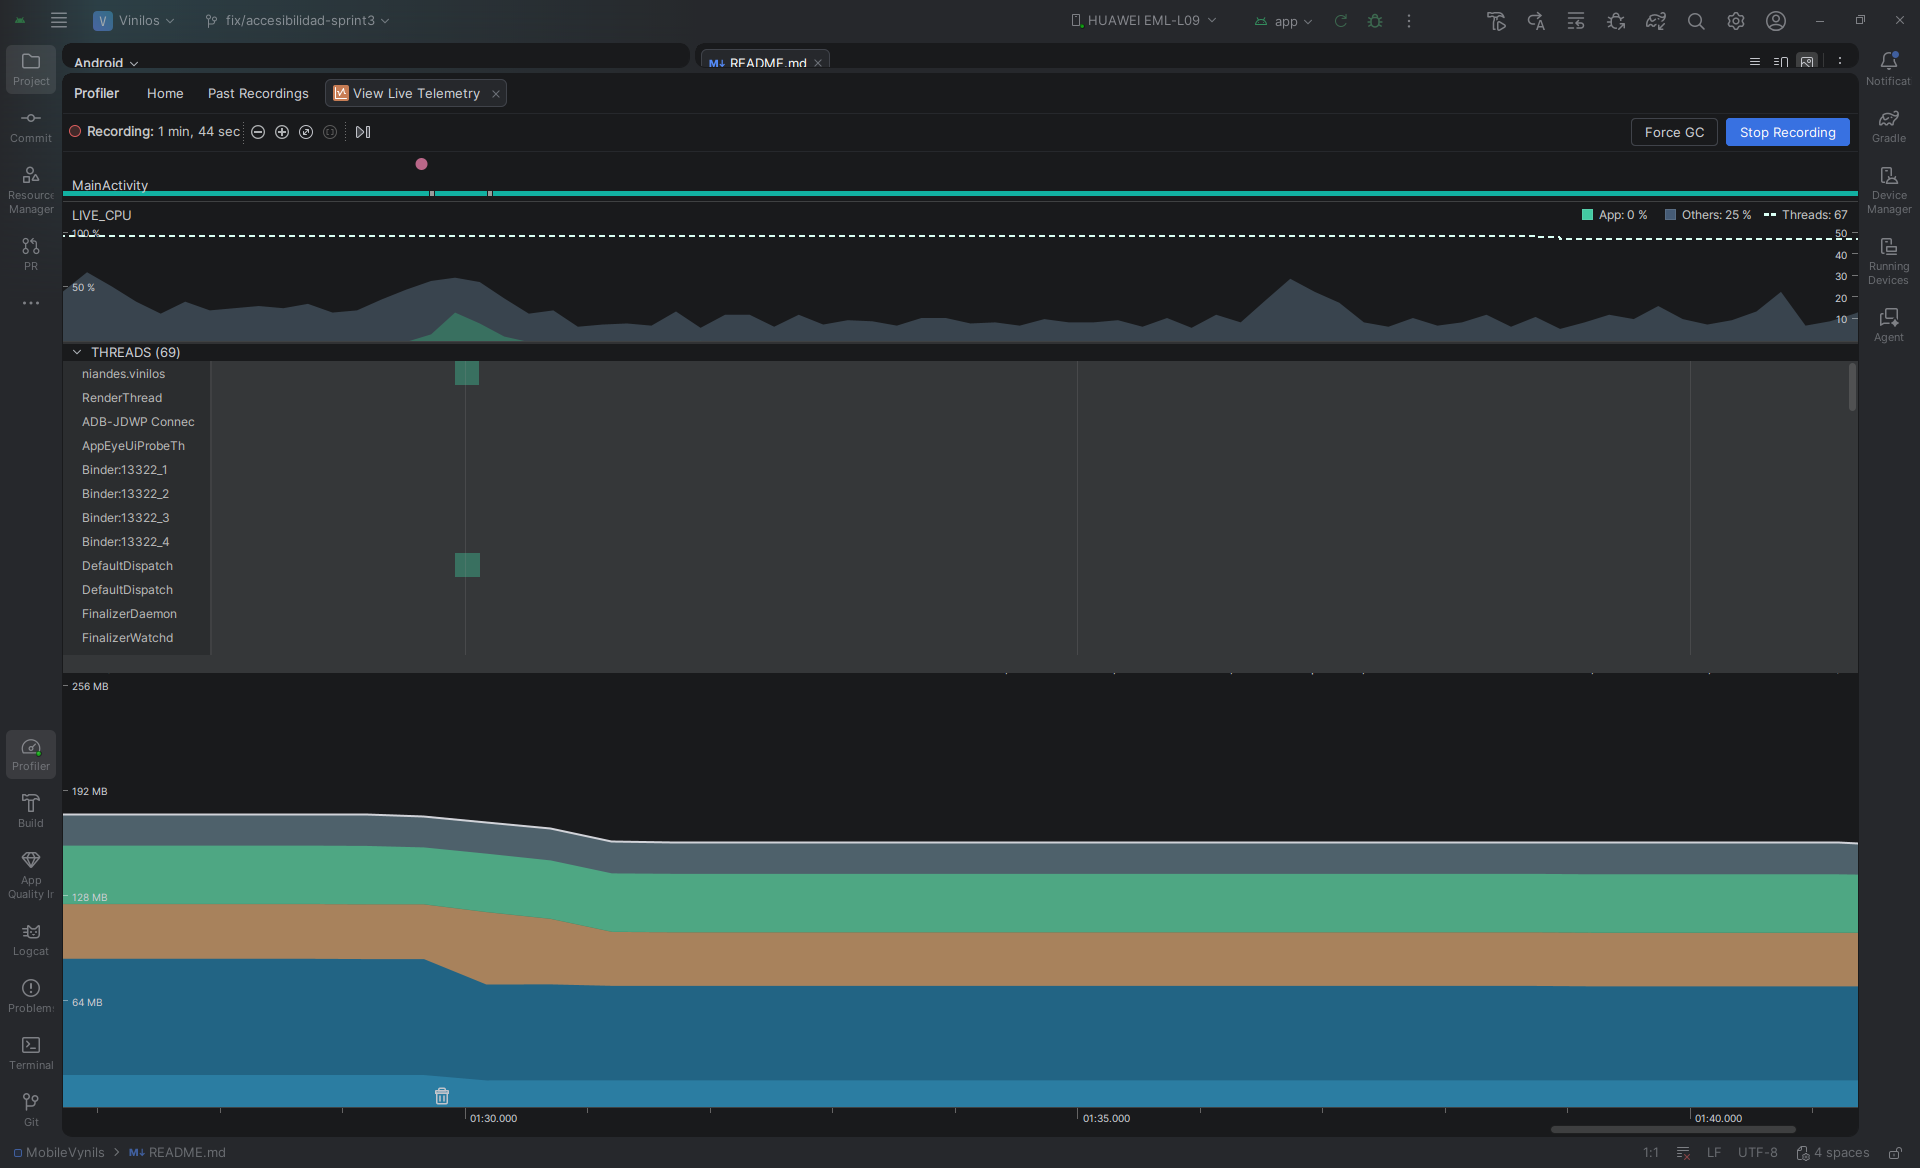 V Vinilos
fix/accesibilidad-sprint3
HUAWEI EML-L09
app
Android
M↓ README.md
Project
Commit
Resource
Manager
PR
Profiler
Build
App
Quality Ir
Logcat
Problem
Terminal
Git
Profiler
Home
Past Recordings
View Live Telemetry
Recording: 1 min, 44 sec
Force GC
Stop Recording
MainActivity
LIVE_CPU
App: 0 %
Others: 25 %
Threads: 67
100 %
50 %
50
40
30
20
10
THREADS (69)
niandes.vinilos
RenderThread
ADB-JDWP Connec
AppEyeUiProbeTh
Binder:13322_1
Binder:13322_2
Binder:13322_3
Binder:13322_4
DefaultDispatch
DefaultDispatch
FinalizerDaemon
FinalizerWatchd
256 MB
192 MB
128 MB
64 MB
01:30.000
01:35.000
01:40.000
Notificat
Gradle
Device
Manager
Running
Devices
Agent
MobileVynils
M↓ README.md
1:1
LF
UTF-8
4 spaces